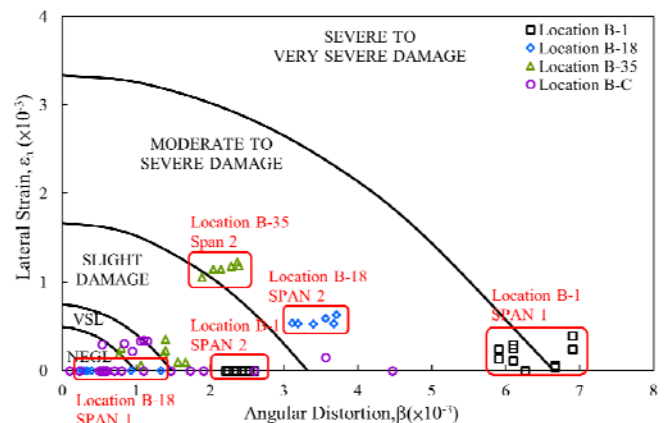 4
3
2
1
0
0
1
2
3
4
5
6
7
8
Lateral Strain, ε₁ (×10⁻³)
Angular Distortion,β(×10⁻³)
SEVERE TO
VERY SEVERE DAMAGE
Location B-1
Location B-18
Location B-35
Location B-C
MODERATE TO
SEVERE DAMAGE
Location B-35
Span 2
SLIGHT
DAMAGE
Location B-18
SPAN 2
Location B-1
SPAN 1
VSL
Location B-1
SPAN 2
NEGL
Location B-18
SPAN 1